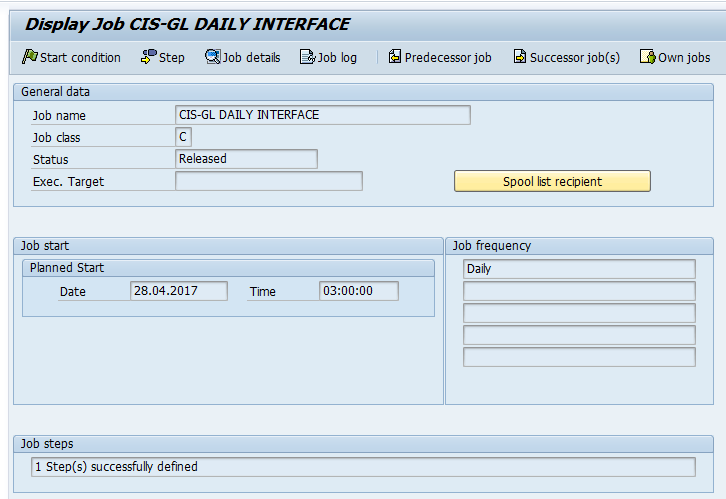 Display Job CIS-GL DAILY INTERFACE
Start condition Step Job details Job log Predecessor job Successor job(s) Own jobs
General data
Job name CIS-GL DAILY INTERFACE
Job class C
Status Released
Exec. Target Spool list recipient
Job start Job frequency
Planned Start Daily
Date 28.04.2017 Time 03:00:00
Job steps
1 Step(s) successfully defined